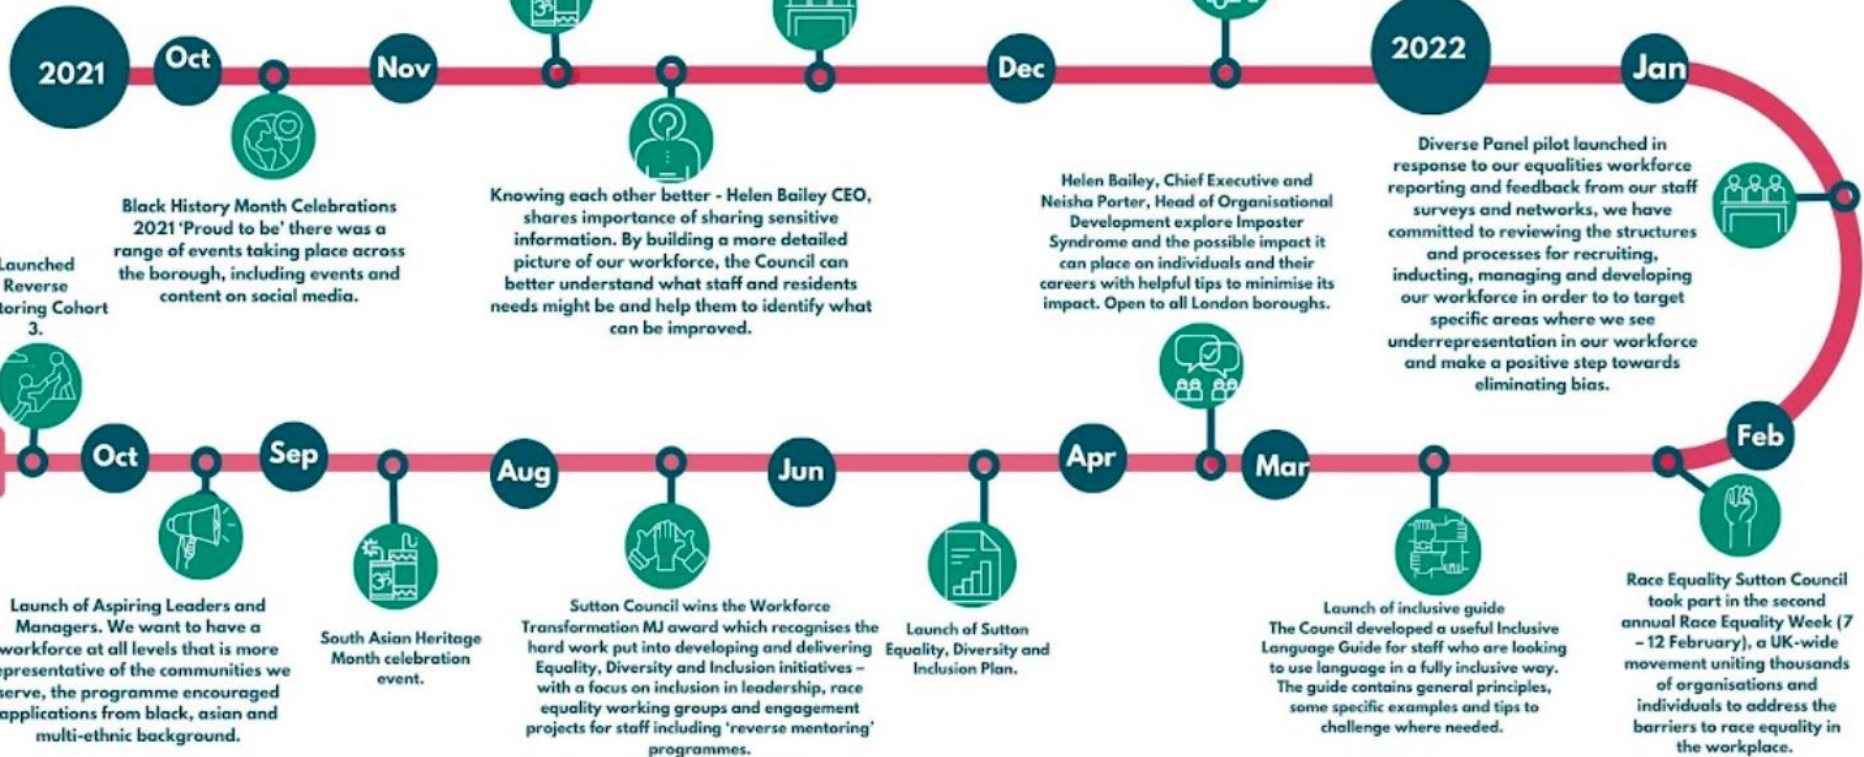 2021
Oct
Nov
Dec
2022
Jan
Black History Month Celebrations
2021 ‘Proud to be’ there was a
range of events taking place across
the borough, including events and
content on social media.
Knowing each other better - Helen Bailey CEO,
shares importance of sharing sensitive
information. By building a more detailed
picture of our workforce, the Council can
better understand what staff and residents
needs might be and help them to identify what
can be improved.
Helen Bailey, Chief Executive and
Neisha Porter, Head of Organisational
Development explore Imposter
Syndrome and the possible impact it
can place on individuals and their
careers with helpful tips to minimise its
impact. Open to all London boroughs.
Diverse Panel pilot launched in
response to our equalities workforce
reporting and feedback from our staff
surveys and networks, we have
committed to reviewing the structures
and processes for recruiting,
inducting, managing and developing
our workforce in order to to target
specific areas where we see
underrepresentation in our workforce
and make a positive step towards
eliminating bias.
Feb
Race Equality Sutton Council
took part in the second
annual Race Equality Week (7
– 12 February), a UK-wide
movement uniting thousands
of organisations and
individuals to address the
barriers to race equality in
the workplace.
Mar
Launch of inclusive guide
The Council developed a useful Inclusive
Language Guide for staff who are looking
to use language in a fully inclusive way.
The guide contains general principles,
some specific examples and tips to
challenge where needed.
Apr
Launch of Sutton
Equality, Diversity and
Inclusion Plan.
Jun
Sutton Council wins the Workforce
Transformation MJ award which recognises the
hard work put into developing and delivering
Equality, Diversity and Inclusion initiatives –
with a focus on inclusion in leadership, race
equality working groups and engagement
projects for staff including ‘reverse mentoring’
programmes.
Aug
South Asian Heritage
Month celebration
event.
ૐ
Sep
Launch of Aspiring Leaders and
Managers. We want to have a
workforce at all levels that is more
epresentative of the communities we
serve, the programme encouraged
applications from black, asian and
multi-ethnic background.
Oct
Launched
Reverse
toring Cohort
3.